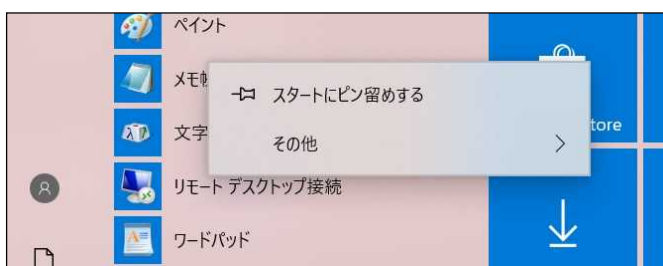 ペイント
メモ
スタートにピン留めする
tore
文字
その他
リモート デスクトップ接続
ワードパッド